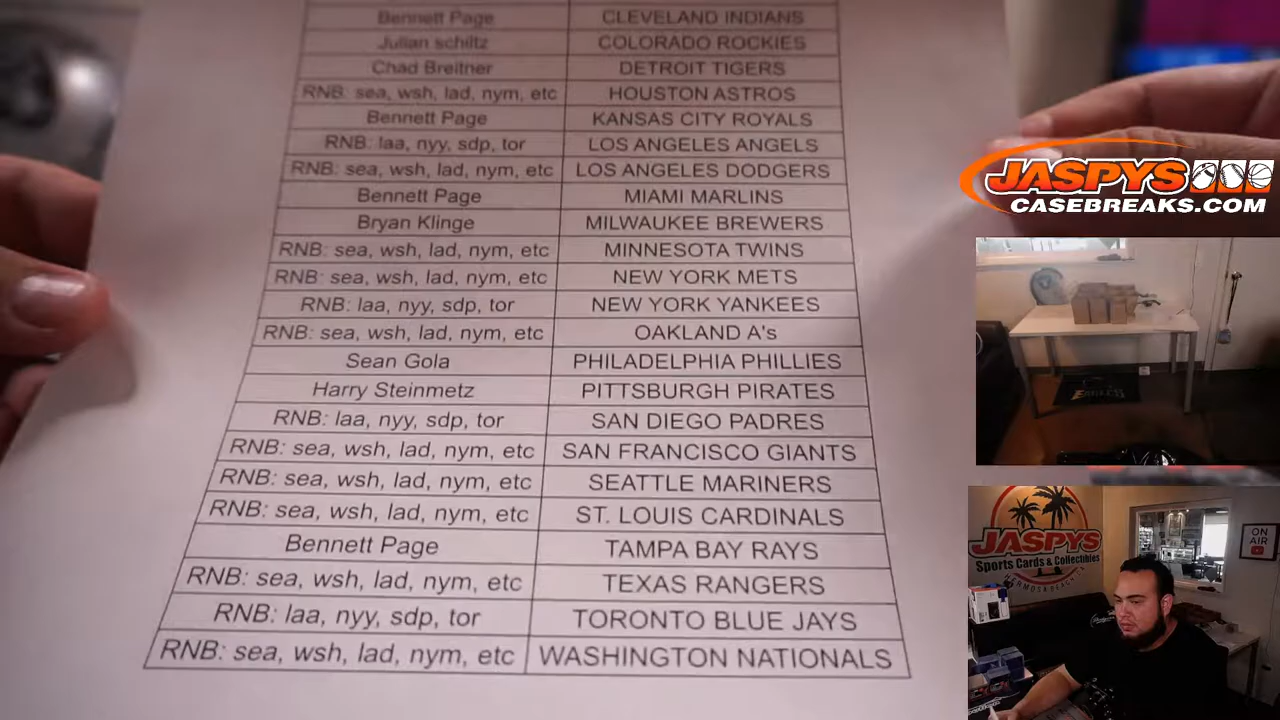 Bennett Page CLEVELAND INDIANS
Julian schiltz COLORADO ROCKIES
Chad Breitner DETROIT TIGERS
RNB: sea, wsh, lad, nym, etc HOUSTON ASTROS
Bennett Page KANSAS CITY ROYALS
RNB: laa, nyy, sdp, tor LOS ANGELES ANGELS
RNB: sea, wsh, lad, nym, etc LOS ANGELES DODGERS
Bennett Page MIAMI MARLINS
Bryan Klinge MILWAUKEE BREWERS
RNB: sea, wsh, lad, nym, etc MINNESOTA TWINS
RNB: sea, wsh, lad, nym, etc NEW YORK METS
RNB: laa, nyy, sdp, tor NEW YORK YANKEES
RNB: sea, wsh, lad, nym, etc OAKLAND A's
Sean Gola PHILADELPHIA PHILLIES
Harry Steinmetz PITTSBURGH PIRATES
RNB: laa, nyy, sdp, tor SAN DIEGO PADRES
RNB: sea, wsh, lad, nym, etc SAN FRANCISCO GIANTS
RNB: sea, wsh, lad, nym, etc SEATTLE MARINERS
RNB: sea, wsh, lad, nym, etc ST. LOUIS CARDINALS
Bennett Page TAMPA BAY RAYS
RNB: sea, wsh, lad, nym, etc TEXAS RANGERS
RNB: laa, nyy, sdp, tor TORONTO BLUE JAYS
RNB: sea, wsh, lad, nym, etc WASHINGTON NATIONALS
JASPYS
CASEBREAKS.COM
EAGLES
JASPYS
Sports Cards & Collectibles
HERMOSA BEACH, CA
ON
AIR